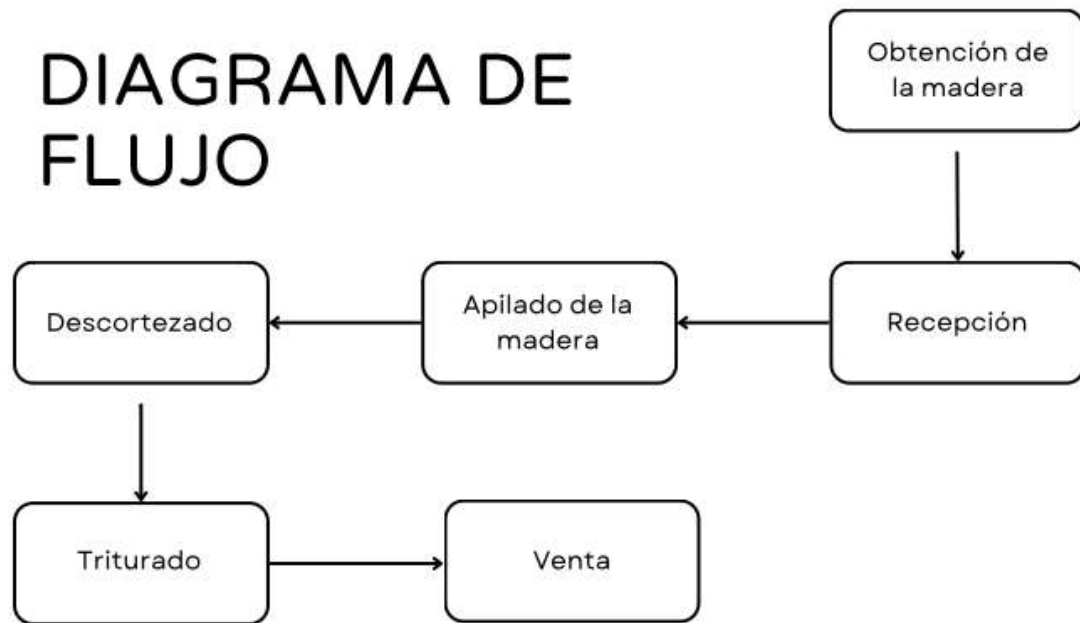 DIAGRAMA DE
FLUJO
Obtención de
la madera
Recepción
Apilado de la
madera
Descortezado
Triturado
Venta